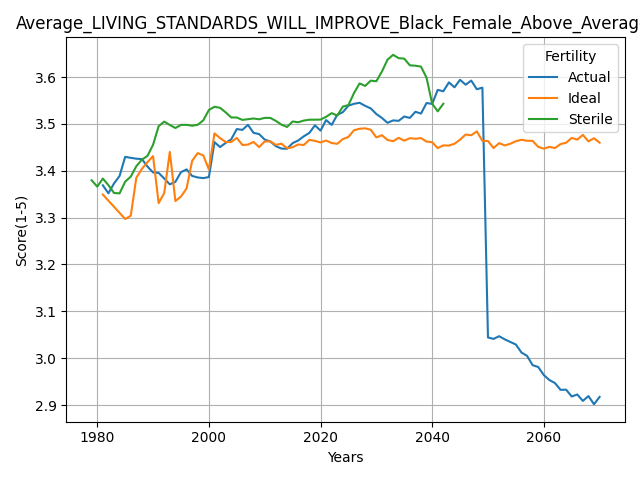 Average_LIVING_STANDARDS_WILL_IMPROVE_Black_Female_Above_Averag
Fertility
Actual
Ideal
Sterile
Score(1-5)
3.6
3.5
3.4
3.3
3.2
3.1
3.0
2.9
1980 2000 2020 2040 2060
Years